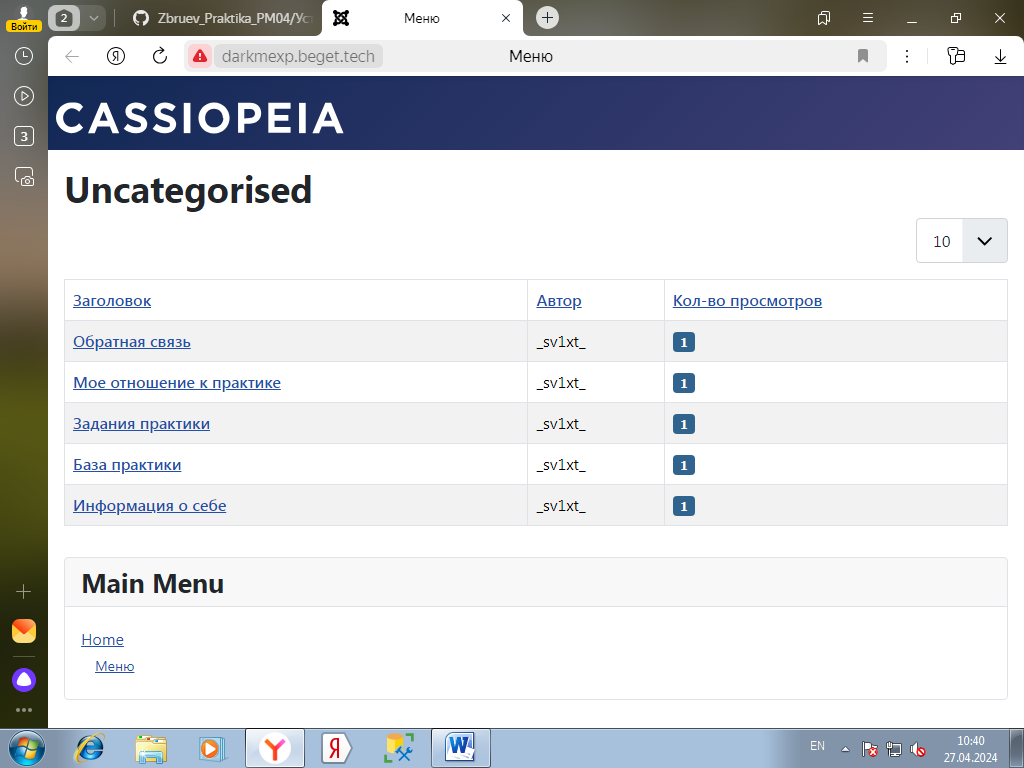 Войти
2
Zbruev_Praktika_PM04/Ус
Меню
darkmexp.beget.tech
Меню
3
CASSIOPEIA
Uncategorised
10
Заголовок Автор Кол-во просмотров
Обратная связь _sv1xt_ 1
Мое отношение к практике _sv1xt_ 1
Задания практики _sv1xt_ 1
База практики _sv1xt_ 1
Информация о себе _sv1xt_ 1
Main Menu
Home
Меню
EN
10:40
27.04.2024